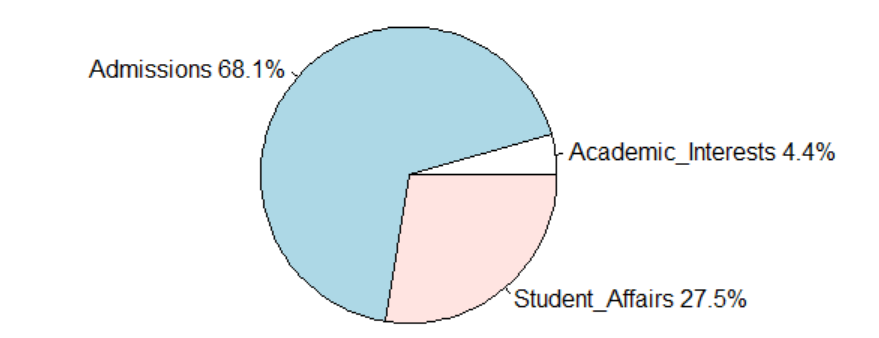 Admissions 68.1%
Academic_Interests 4.4%
Student_Affairs 27.5%